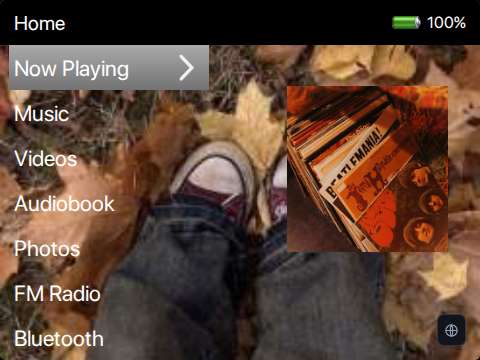 Home
100%
Now Playing
Music
Videos
Audiobook
Photos
FM Radio
Bluetooth
BEATLEMANIA!